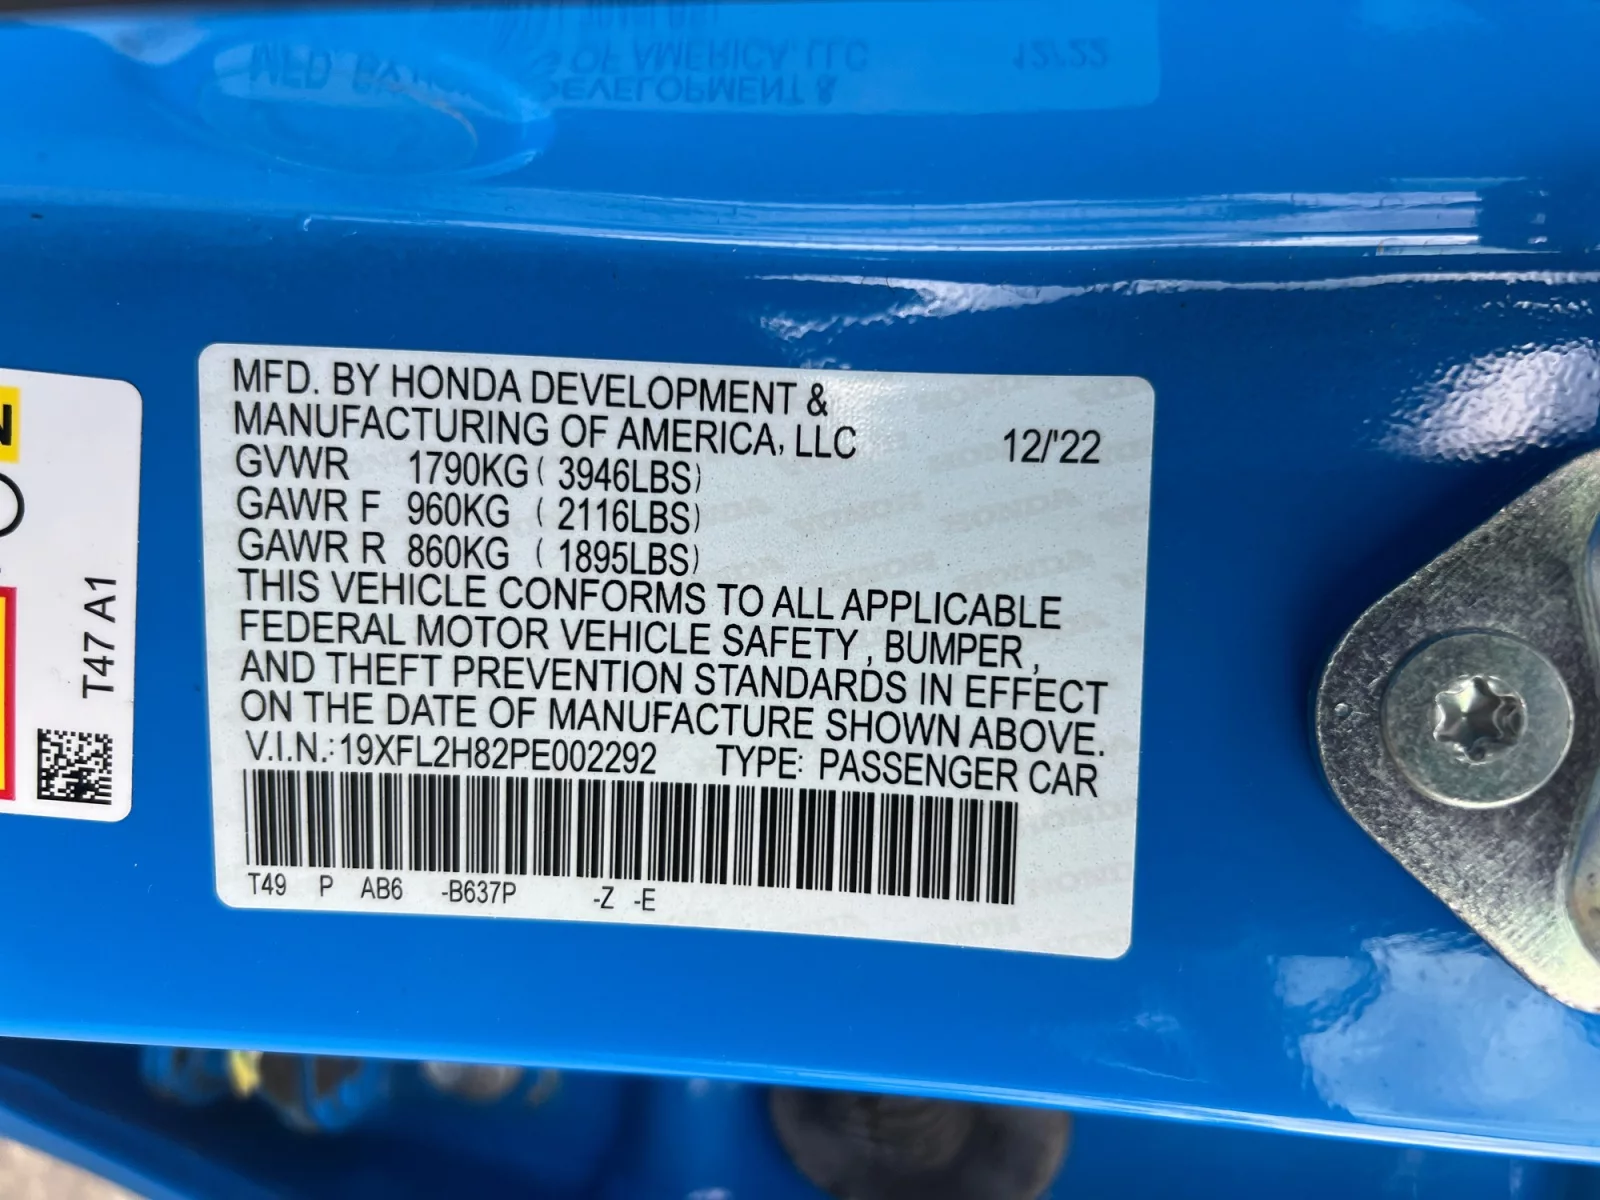 MFD. BY HONDA DEVELOPMENT &
MANUFACTURING OF AMERICA, LLC 12/'22
GVWR 1790KG ( 3946LBS)
GAWR F 960KG ( 2116LBS)
GAWR R 860KG ( 1895LBS)
THIS VEHICLE CONFORMS TO ALL APPLICABLE
FEDERAL MOTOR VEHICLE SAFETY , BUMPER ,
AND THEFT PREVENTION STANDARDS IN EFFECT
ON THE DATE OF MANUFACTURE SHOWN ABOVE.
V.I.N.: 19XFL2H82PE002292 TYPE: PASSENGER CAR
T49 P AB6 -B637P -Z -E
T47 A1